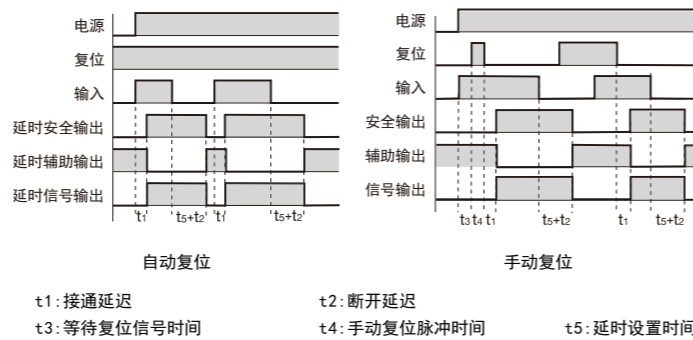 电源
复位
输入
延时安全输出
延时辅助输出
延时信号输出
t1 t5+t2 t1 t5+t2
自动复位
电源
复位
输入
安全输出
辅助输出
信号输出
t3 t4 t1 t5+t2 t1 t5+t2
手动复位
t1:接通延迟 t2:断开延迟
t3:等待复位信号时间 t4:手动复位脉冲时间 t5:延时设置时间